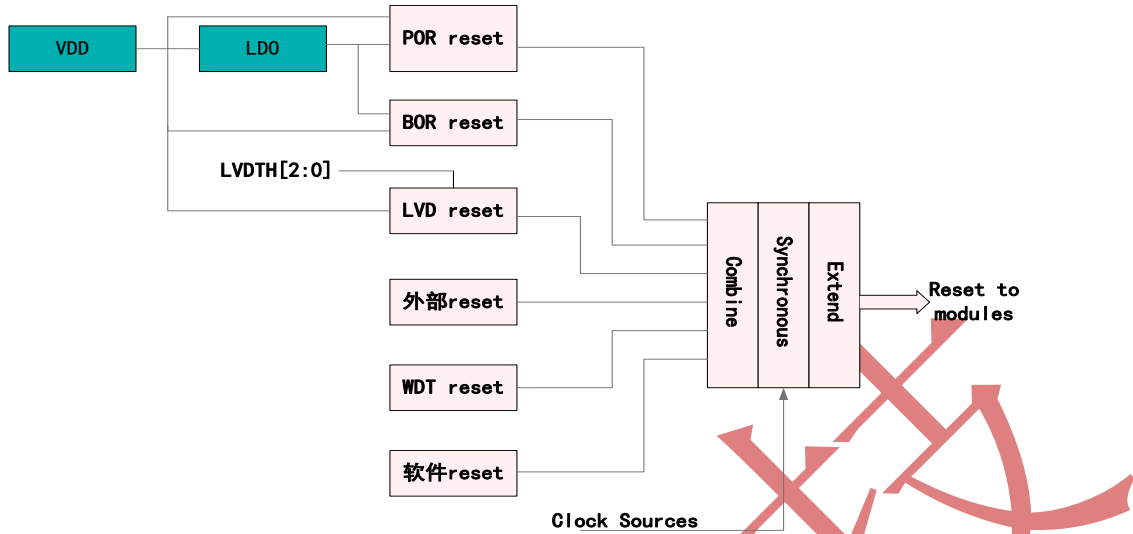 VDD
LDO
POR reset
BOR reset
LVDTH[2:0]
LVD reset
外部reset
WDT reset
软件reset
Combine
Synchronous
Extend
Reset to
modules
Clock Sources